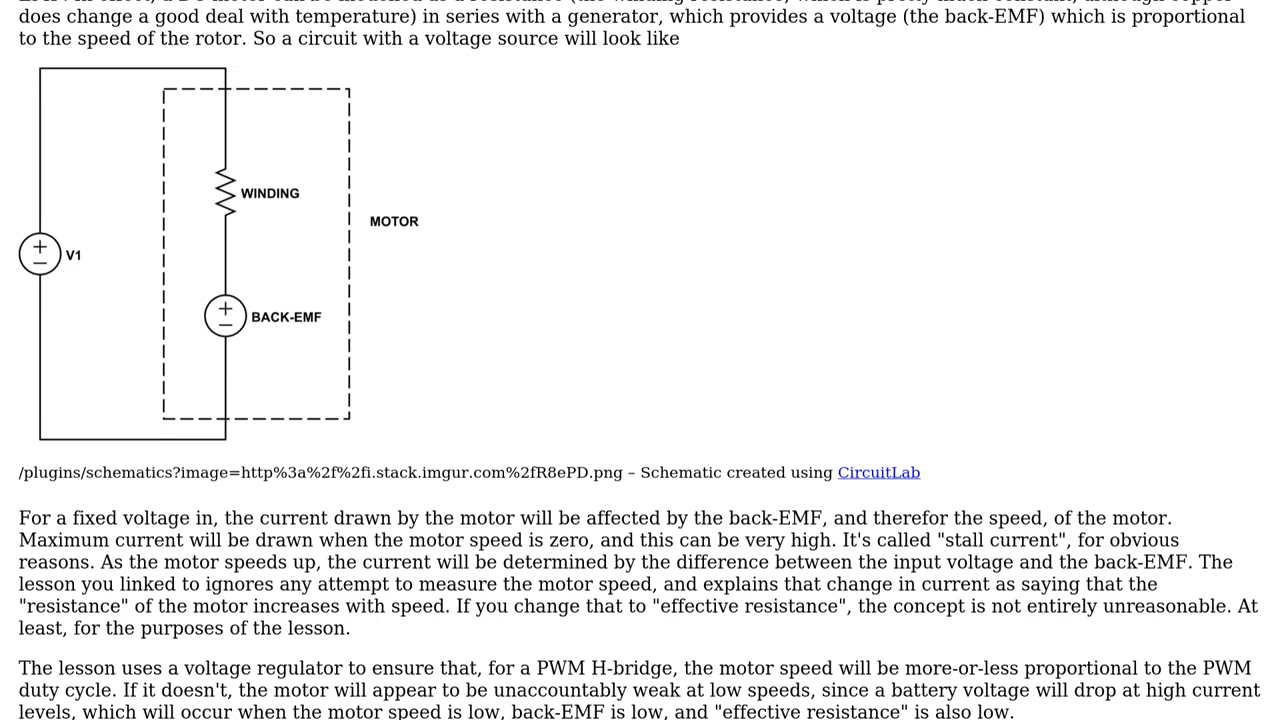 does change a good deal with temperature) in series with a generator, which provides a voltage (the back-EMF) which is proportional
to the speed of the rotor. So a circuit with a voltage source will look like
WINDING
MOTOR
+
V1
+
BACK-EMF
/plugins/schematics?image=http%3a%2f%2fi.stack.imgur.com%2fR8ePD.png – Schematic created using CircuitLab
For a fixed voltage in, the current drawn by the motor will be affected by the back-EMF, and therefor the speed, of the motor.
Maximum current will be drawn when the motor speed is zero, and this can be very high. It's called "stall current", for obvious
reasons. As the motor speeds up, the current will be determined by the difference between the input voltage and the back-EMF. The
lesson you linked to ignores any attempt to measure the motor speed, and explains that change in current as saying that the
"resistance" of the motor increases with speed. If you change that to "effective resistance", the concept is not entirely unreasonable. At
least, for the purposes of the lesson.
The lesson uses a voltage regulator to ensure that, for a PWM H-bridge, the motor speed will be more-or-less proportional to the PWM
duty cycle. If it doesn't, the motor will appear to be unaccountably weak at low speeds, since a battery voltage will drop at high current
levels, which will occur when the motor speed is low, back-EMF is low, and "effective resistance" is also low.